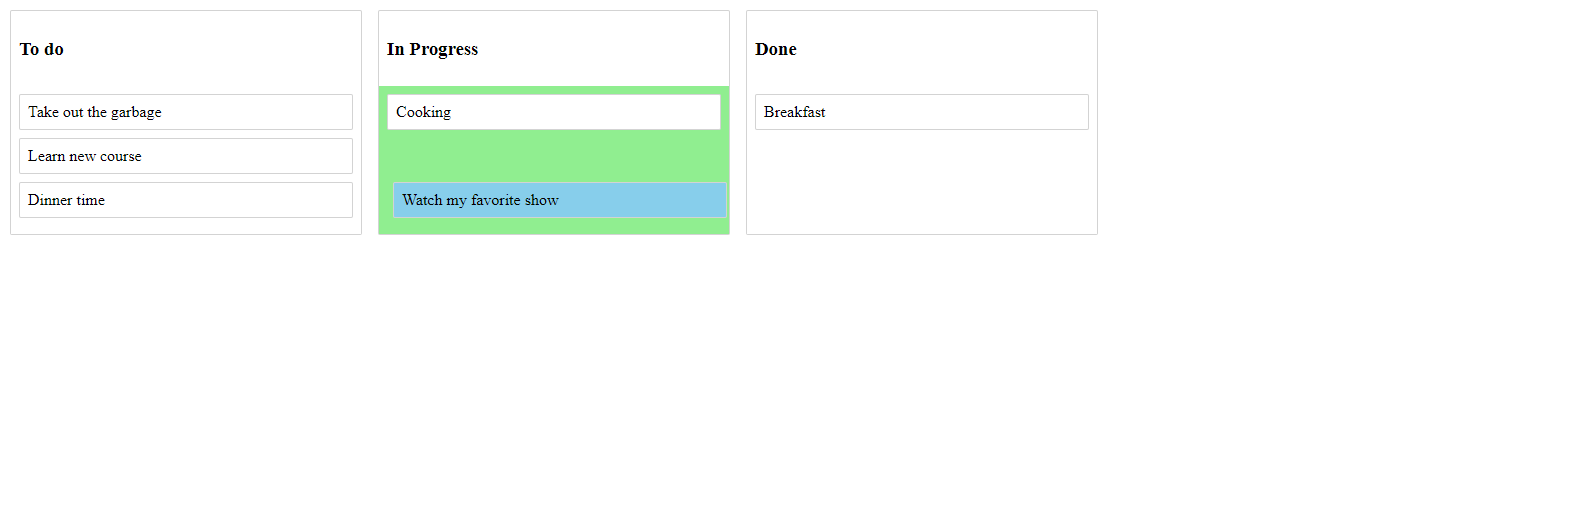 To do
Take out the garbage
Learn new course
Dinner time
In Progress
Cooking
Watch my favorite show
Done
Breakfast